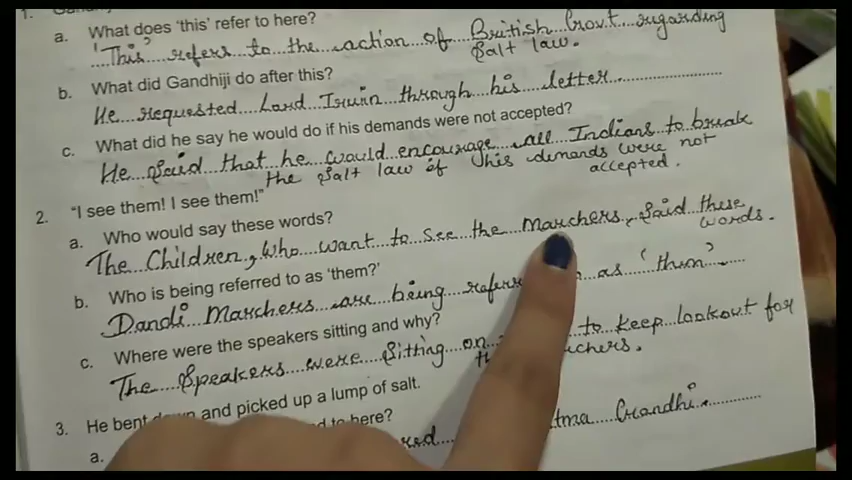 1.
a. What does 'this' refer to here?
'This' refers to the action of British Govt. regarding
Salt law.
b. What did Gandhiji do after this?
He requested Lord Irwin through his letter
c. What did he say he would do if his demands were not accepted?
He said that he would encourage all Indians to break
the salt law if his demands were not
accepted.
2. "I see them! I see them!"
a. Who would say these words?
The Children, who want to see the marchers, said these
words.
b. Who is being referred to as 'them?'
Dandi Marchers are being as 'them'
c. Where were the speakers sitting and why?
The Speakers were sitting on to keep lookout for
3. He bent and picked up a lump of salt.
a. to here?
Gandhi.